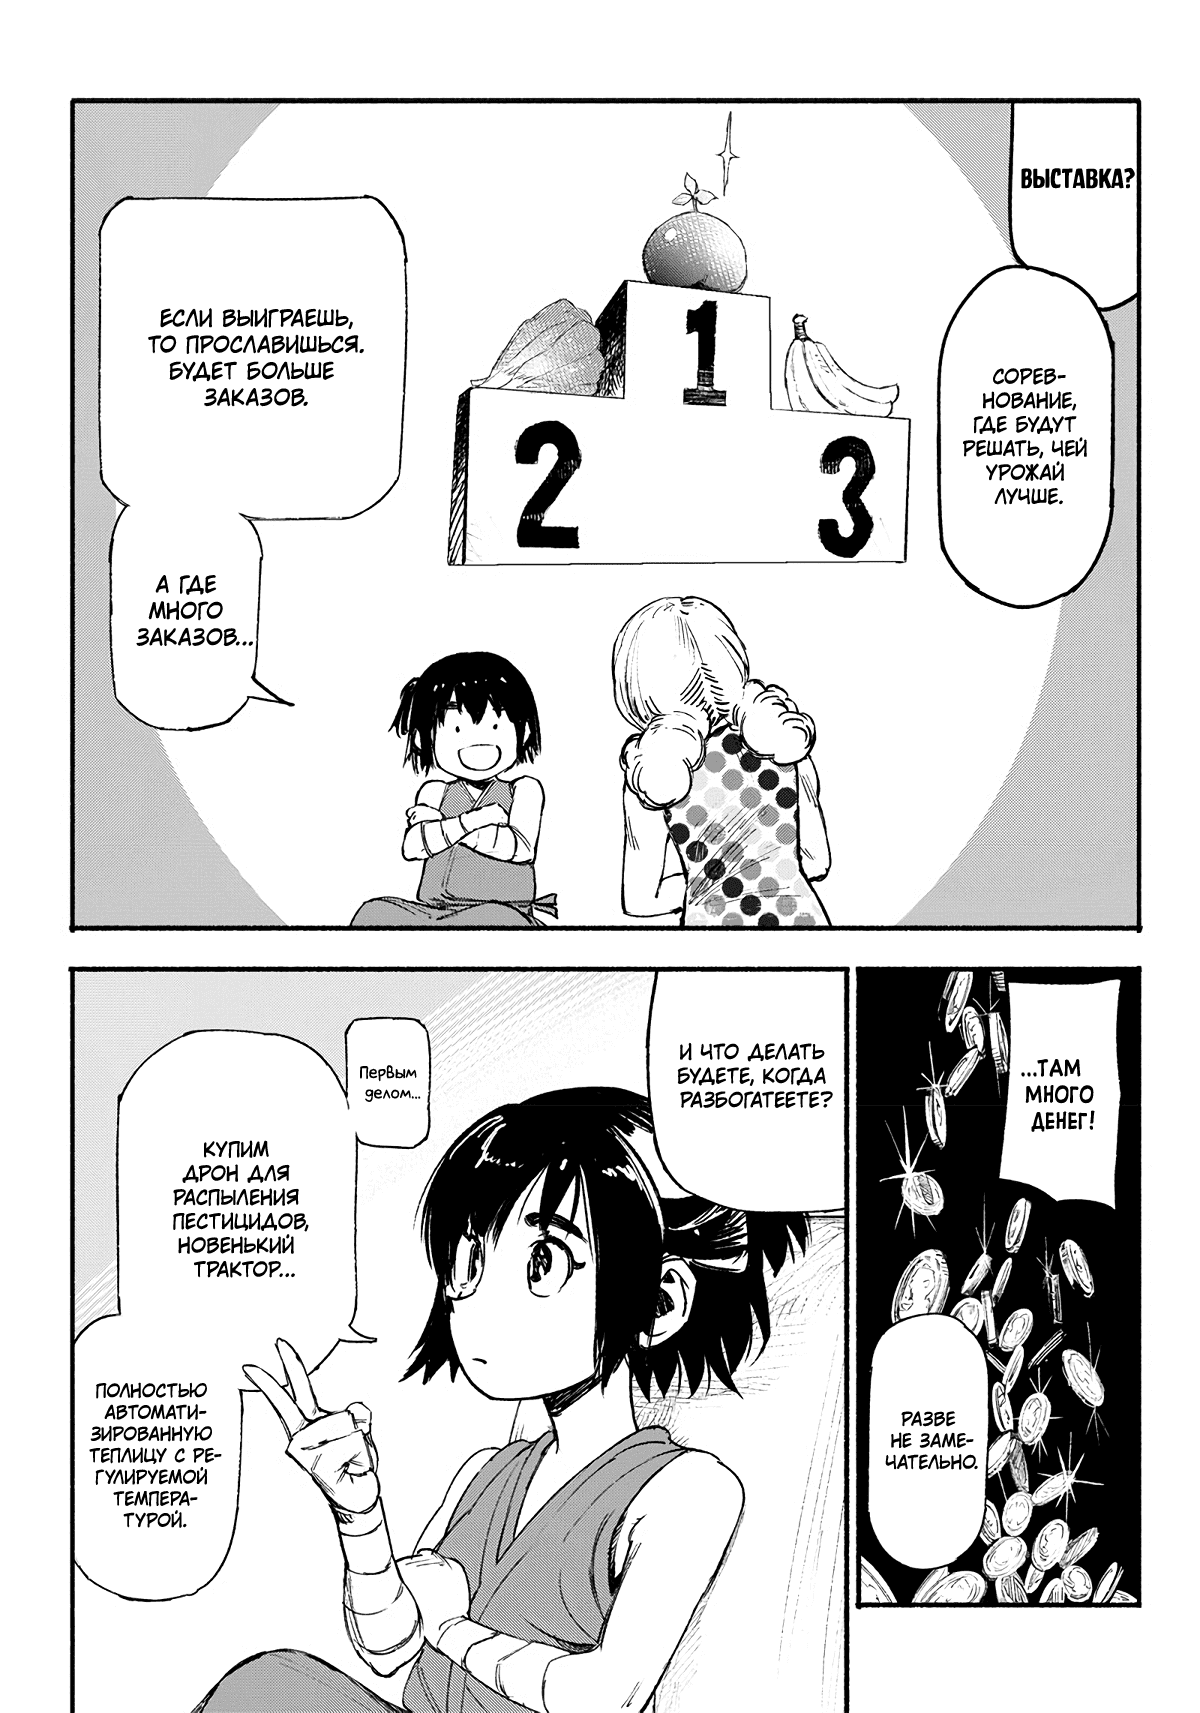 ВЫСТАВКА?
СОРЕВ-
НОВАНИЕ,
ГДЕ БУДУТ
РЕШАТЬ, ЧЕЙ
УРОЖАЙ
ЛУЧШЕ.
1
2
3
ЕСЛИ ВЫИГРАЕШЬ,
ТО ПРОСЛАВИШЬСЯ.
БУДЕТ БОЛЬШЕ
ЗАКАЗОВ.
А ГДЕ
МНОГО
ЗАКАЗОВ...
...ТАМ
МНОГО
ДЕНЕГ!
РАЗВЕ
НЕ ЗАМЕ-
ЧАТЕЛЬНО.
И ЧТО ДЕЛАТЬ
БУДЕТЕ, КОГДА
РАЗБОГАТЕЕТЕ?
Первым
делом...
КУПИМ
ДРОН ДЛЯ
РАСПЫЛЕНИЯ
ПЕСТИЦИДОВ,
НОВЕНЬКИЙ
ТРАКТОР...
ПОЛНОСТЬЮ
АВТОМАТИ-
ЗИРОВАННУЮ
ТЕПЛИЦУ С РЕ-
ГУЛИРУЕМОЙ
ТЕМПЕРА-
ТУРОЙ.